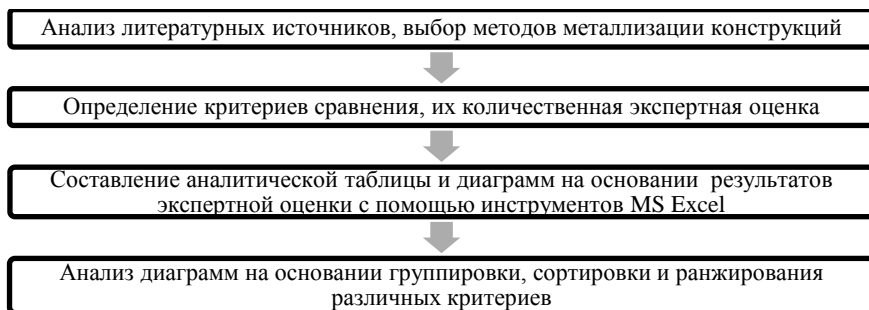 Анализ литературных источников, выбор методов металлизации конструкций
Определение критериев сравнения, их количественная экспертная оценка
Составление аналитической таблицы и диаграмм на основании  результатов
экспертной оценки с помощью инструментов MS Excel
Анализ диаграмм на основании группировки, сортировки и ранжирования
различных критериев